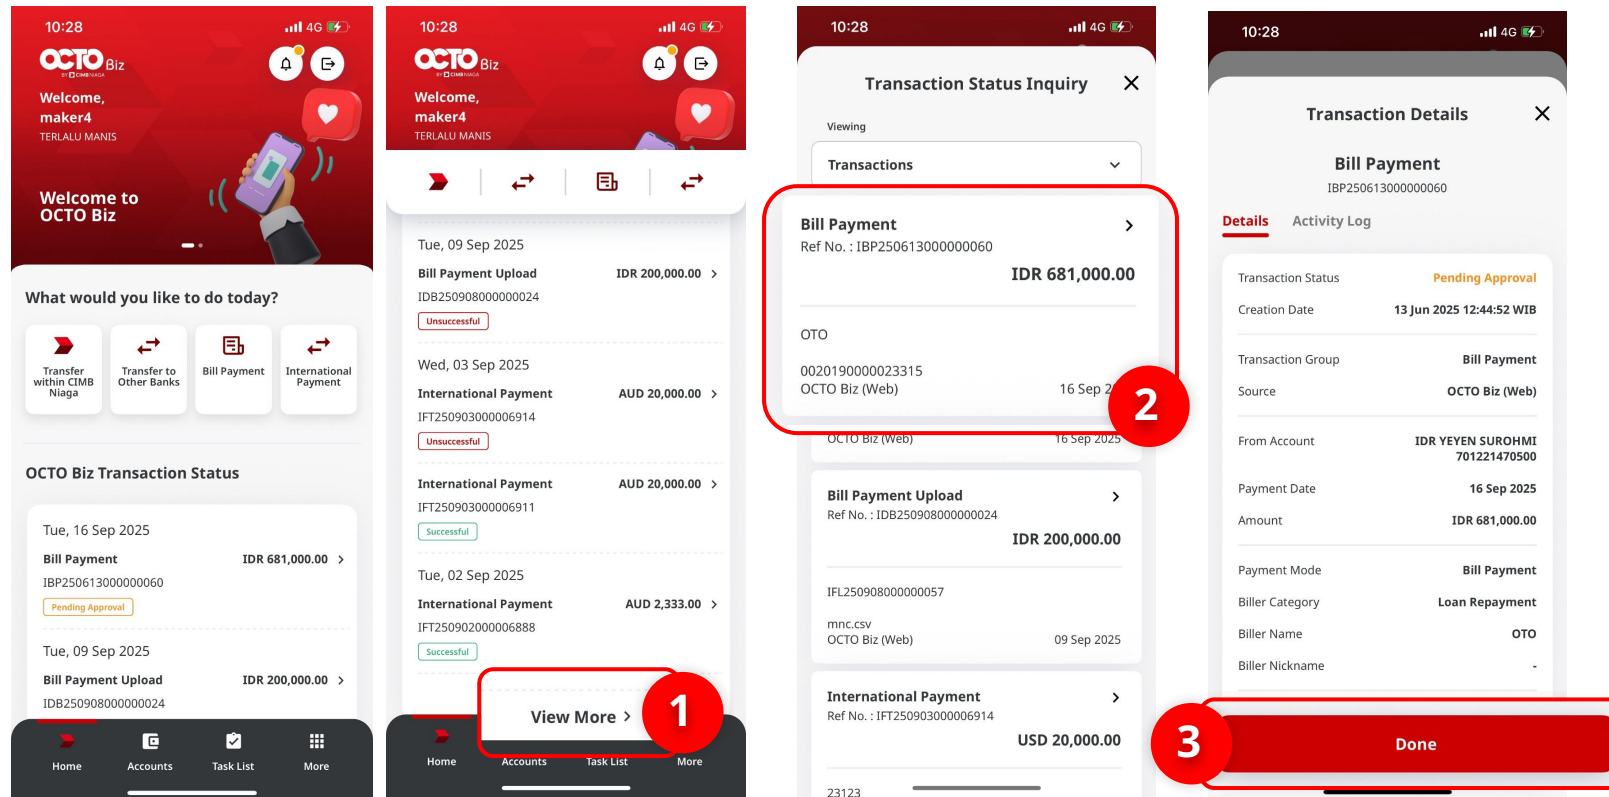 10:28
4G
OCTO Biz
BY CIMB NIAGA
Welcome,
maker4
TERLALU MANIS
Welcome to
OCTO Biz
What would you like to do today?
Transfer
within CIMB
Niaga
Transfer to
Other Banks
Bill Payment
International
Payment
OCTO Biz Transaction Status
Tue, 16 Sep 2025
Bill Payment
IDR 681,000.00
IBP250613000000060
Pending Approval
Tue, 09 Sep 2025
Bill Payment Upload
IDR 200,000.00
IDB250908000000024
Home
Accounts
Task List
More
10:28
4G
OCTO Biz
BY CIMB NIAGA
Welcome,
maker4
TERLALU MANIS
Tue, 09 Sep 2025
Bill Payment Upload
IDR 200,000.00
IDB250908000000024
Unsuccessful
Wed, 03 Sep 2025
International Payment
AUD 20,000.00
IFT250903000006914
Unsuccessful
International Payment
AUD 20,000.00
IFT250903000006911
Successful
Tue, 02 Sep 2025
International Payment
AUD 2,333.00
IFT250902000006888
Successful
View More
1
Home
Accounts
Task List
More
10:28
4G
Transaction Status Inquiry
Viewing
Transactions
Bill Payment
Ref No. : IBP250613000000060
IDR 681,000.00
OTO
0020190000023315
OCTO Biz (Web)
16 Sep 2
2
OCTO Biz (Web)
16 Sep 2025
Bill Payment Upload
Ref No. : IDB250908000000024
IDR 200,000.00
IFL250908000000057
mnc.csv
OCTO Biz (Web)
09 Sep 2025
International Payment
Ref No. : IFT250903000006914
USD 20,000.00
23123
10:28
4G
Transaction Details
Bill Payment
IBP250613000000060
Details
Activity Log
Transaction Status
Pending Approval
Creation Date
13 Jun 2025 12:44:52 WIB
Transaction Group
Bill Payment
Source
OCTO Biz (Web)
From Account
IDR YEYEN SUROHMI
701221470500
Payment Date
16 Sep 2025
Amount
IDR 681,000.00
Payment Mode
Bill Payment
Biller Category
Loan Repayment
Biller Name
OTO
Biller Nickname
-
3
Done